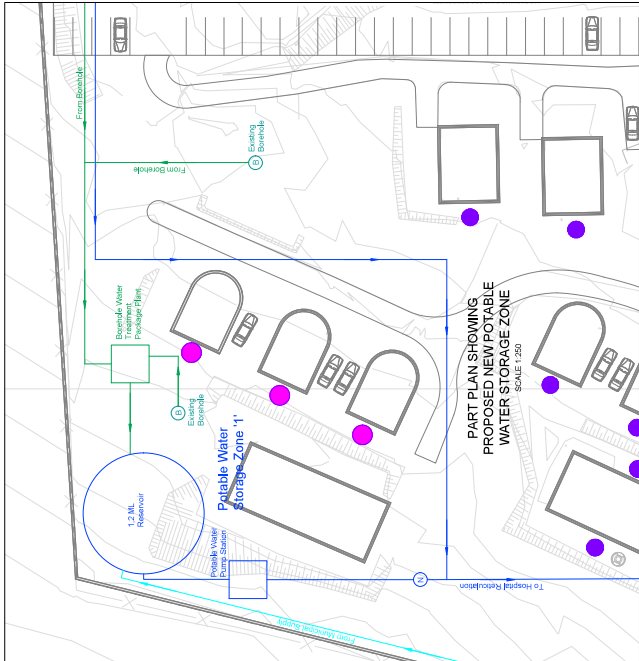 From Borehole
From Borehole
B
Existing
Borehole
Borehole Water
Treatment
Package Plant
B
Existing
Borehole
1,2 ML
Reservoir
Potable Water
Storage Zone '1'
Potable Water
Pump Station
N
To Hospital Reticulation
From Municipal Supply
PART PLAN SHOWING
PROPOSED NEW POTABLE
WATER STORAGE ZONE
SCALE 1:250